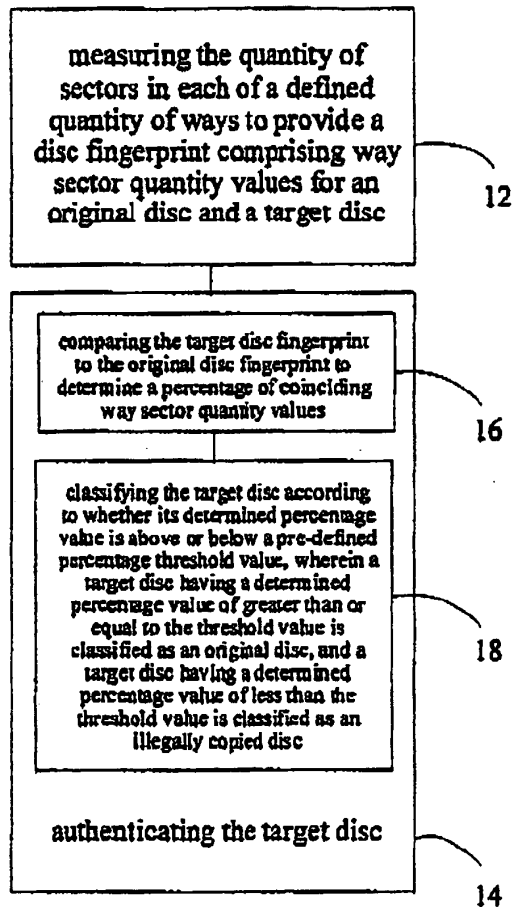 measuring the quantity of
sectors in each of a defined
quantity of ways to provide a
disc fingerprint comprising way
sector quantity values for an
original disc and a target disc
12
comparing the target disc fingerprint
to the original disc fingerprint to
determine a percentage of coinciding
way sector quantity values
16
classifying the target disc according
to whether its determined percentage
value is above or below a pre-defined
percentage threshold value, wherein a
target disc having a determined
percentage value of greater than or
equal to the threshold value is
classified as an original disc, and a
target disc having a determined
percentage value of less than the
threshold value is classified as an
illegally copied disc
18
authenticating the target disc
14